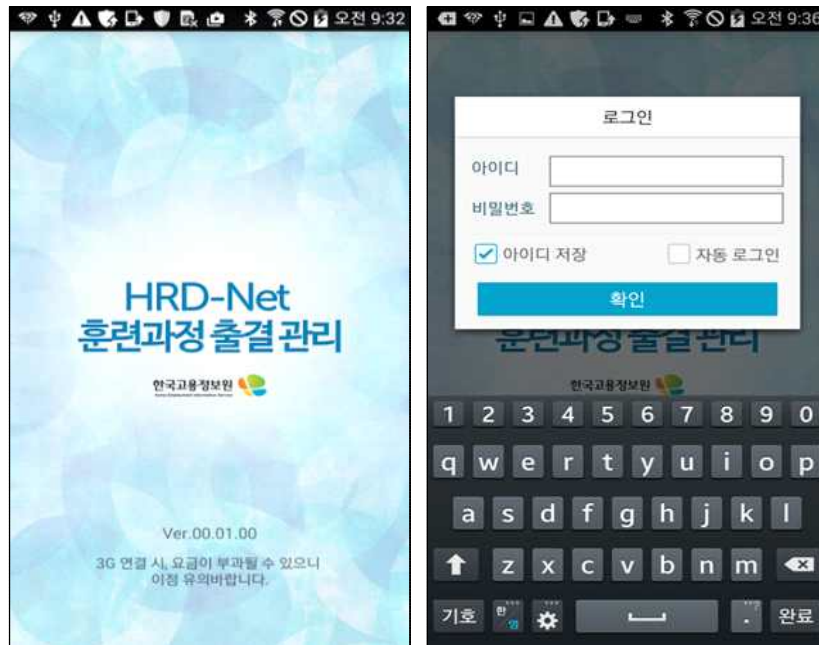 오전 9:32
HRD-Net
훈련과정 출결 관리
한국고용정보원
Ver.00.01.00
3G 연결 시, 요금이 부과될 수 있으니
이점 유의바랍니다.
오전 9:36
로그인
아이디
비밀번호
아이디 저장
자동 로그인
확인
훈련과정 출결 관리
한국고용정보원
1 2 3 4 5 6 7 8 9 0
q w e r t y u i o p
a s d f g h j k l
z x c v b n m
기호 한 영 . 완료